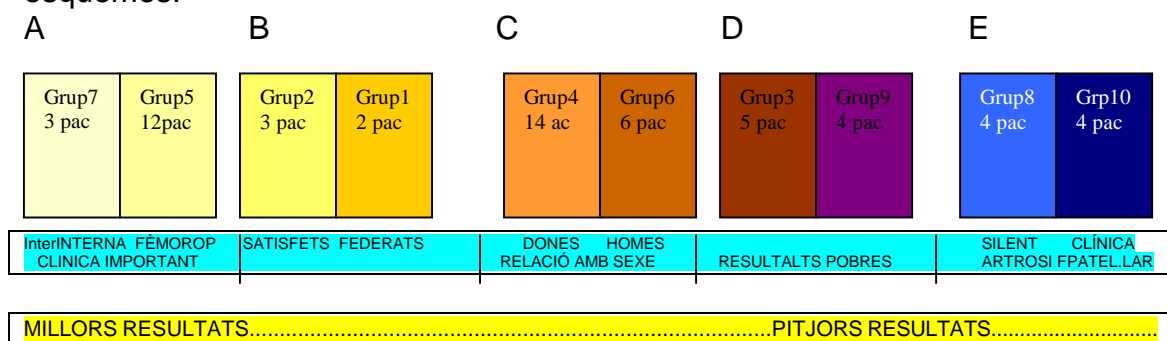 esquemes:
A B C D E
Grup7 Grup5 Grup2 Grup1 Grup4 Grup6 Grup3 Grup9 Grup8 Grp10
3 pac 12pac 3 pac 2 pac 14 ac 6 pac 5 pac 4 pac 4 pac 4 pac
InterINTERNA FÈMOROP SATISFETS FEDERATS DONES HOMES SILENT CLÍNICA
CLINICA IMPORTANT RELACIÓ AMB SEXE RESULTALTS POBRES ARTROSI FPATEL.LAR
MILLORS RESULTATS..............................................................................PITJORS RESULTATS............................